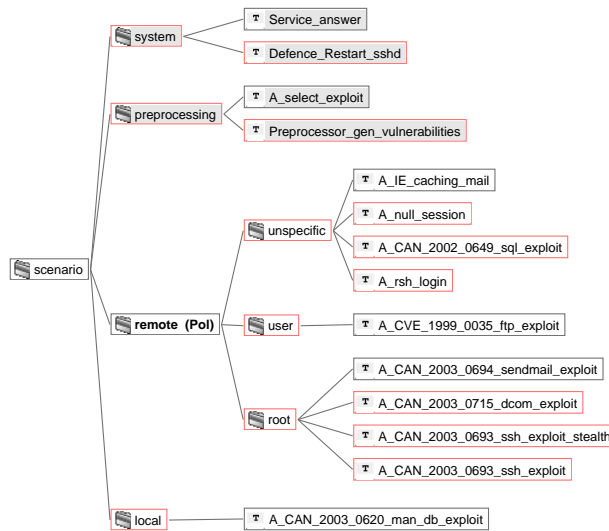 Service_answer
system
Defence_Restart_sshd
A_select_exploit
preprocessing
Preprocessor_gen_vulnerabilities
A_IE_caching_mail
A_null_session
unspecific
A_CAN_2002_0649_sql_exploit
scenario
A_rsh_login
remote (Pol)
user
A_CVE_1999_0035_ftp_exploit
A_CAN_2003_0694_sendmail_exploit
A_CAN_2003_0715_dcom_exploit
root
A_CAN_2003_0693_ssh_exploit_stealth
A_CAN_2003_0693_ssh_exploit
local
A_CAN_2003_0620_man_db_exploit